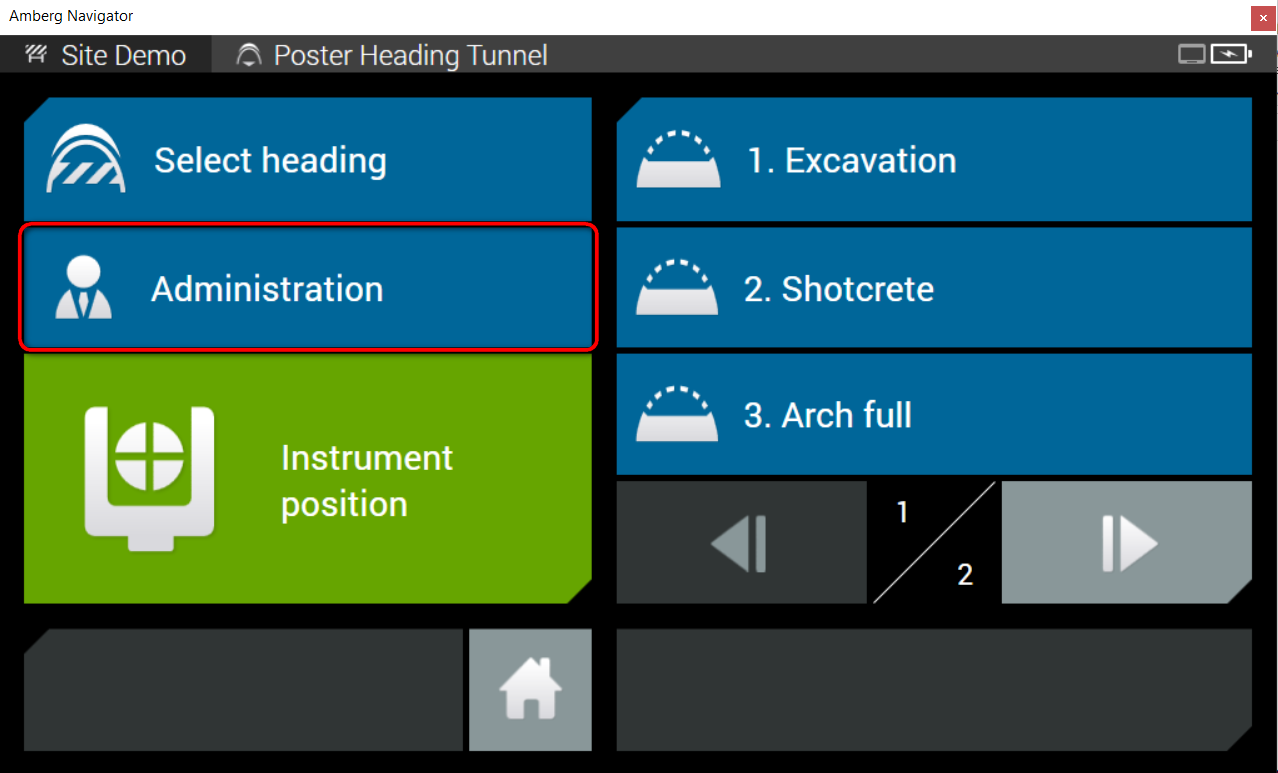 Amberg Navigator
Site Demo
Poster Heading Tunnel
Select heading
Administration
Instrument
position
1. Excavation
2. Shotcrete
3. Arch full
1
2